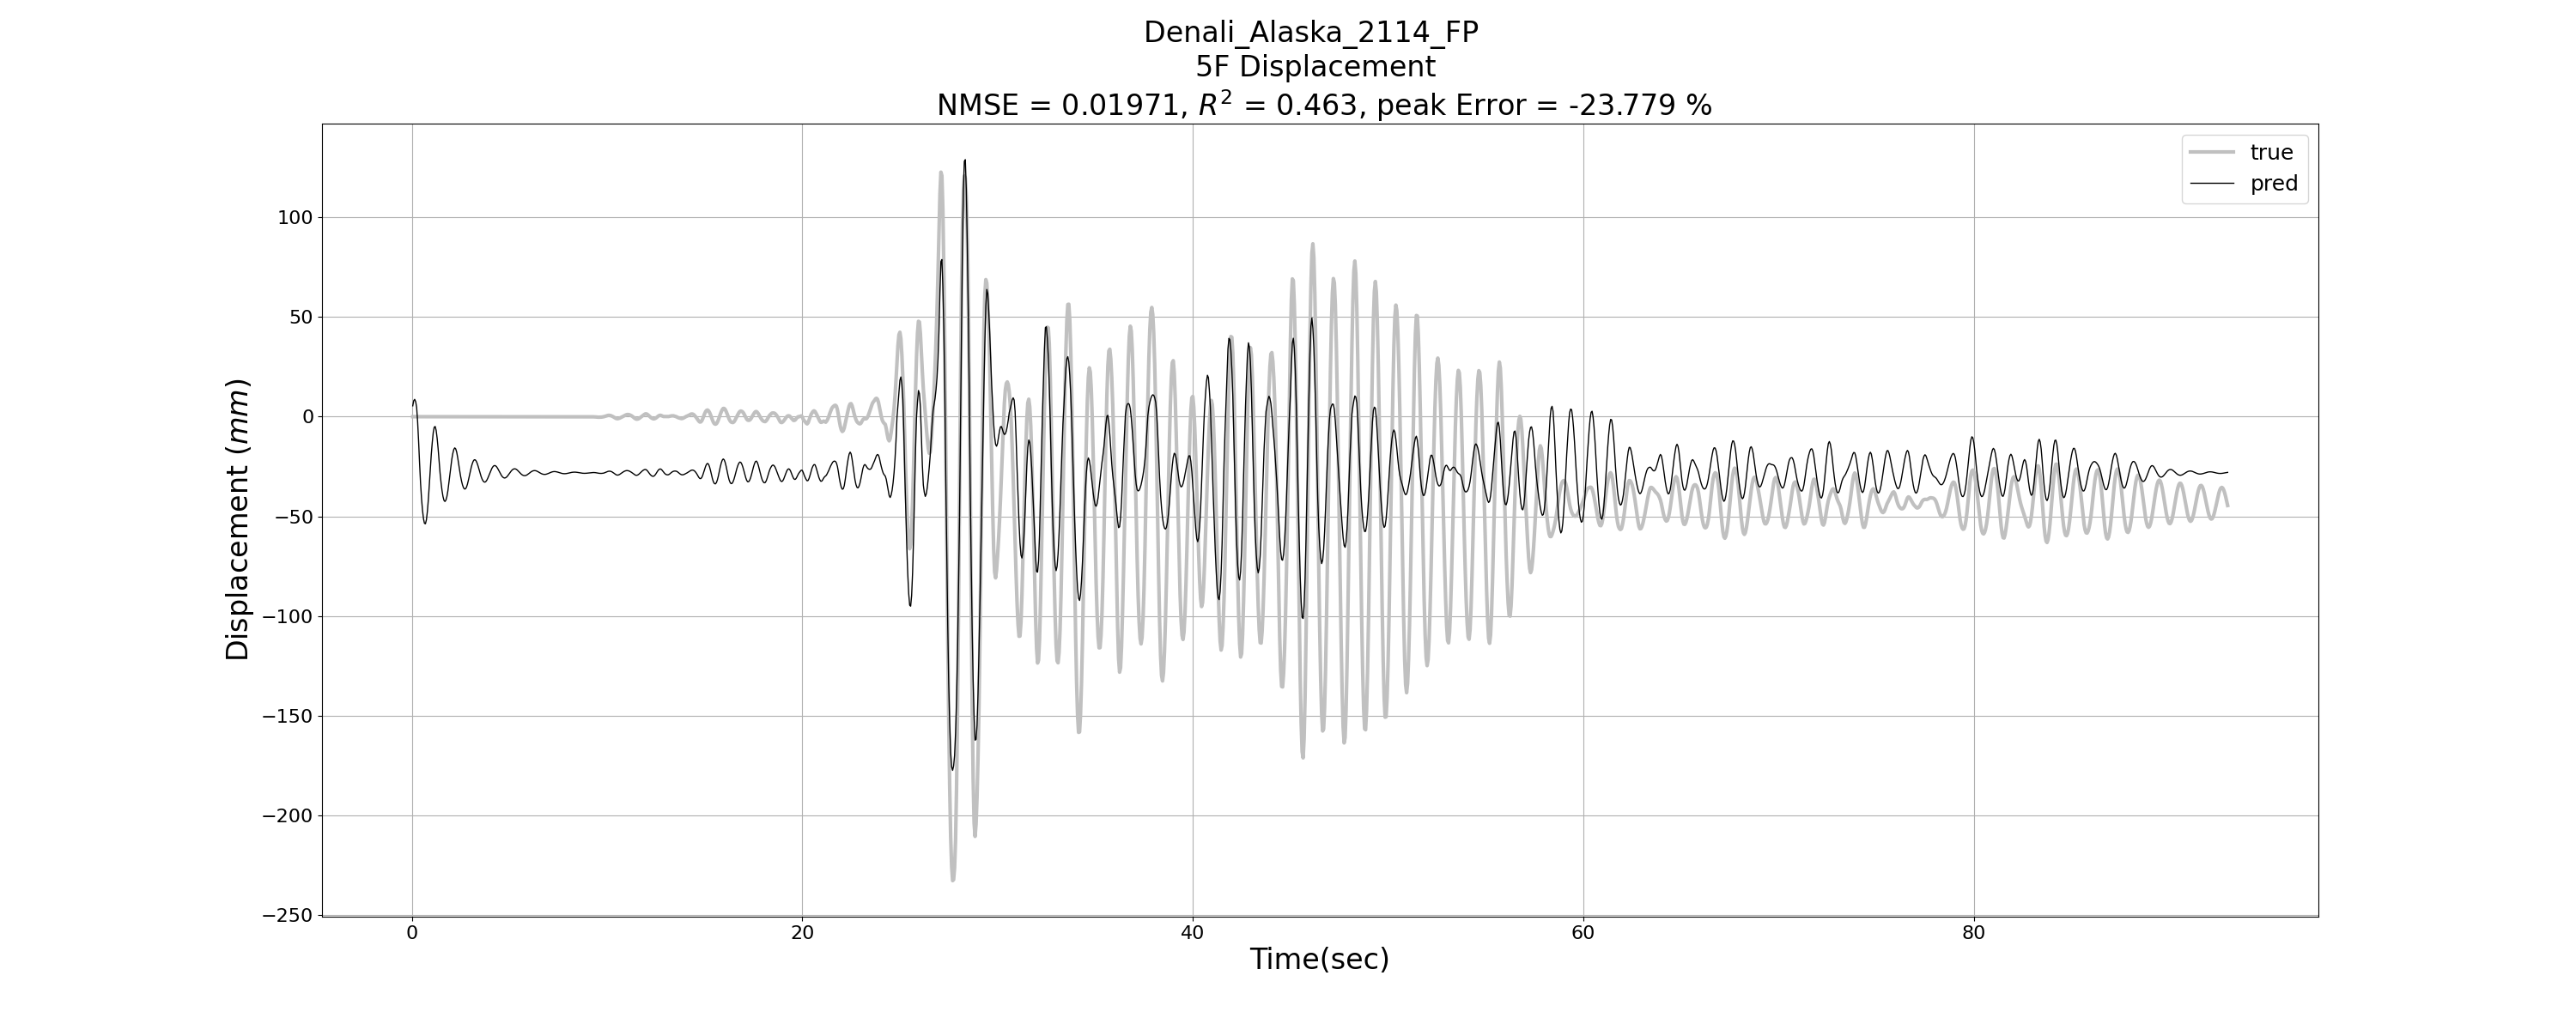 Denali_Alaska_2114_FP
5F Displacement
NMSE = 0.01971, R² = 0.463, peak Error = -23.779 %
true
pred
100
50
0
−50
−100
−150
−200
−250
Displacement (mm)
0 20 40 60 80
Time(sec)